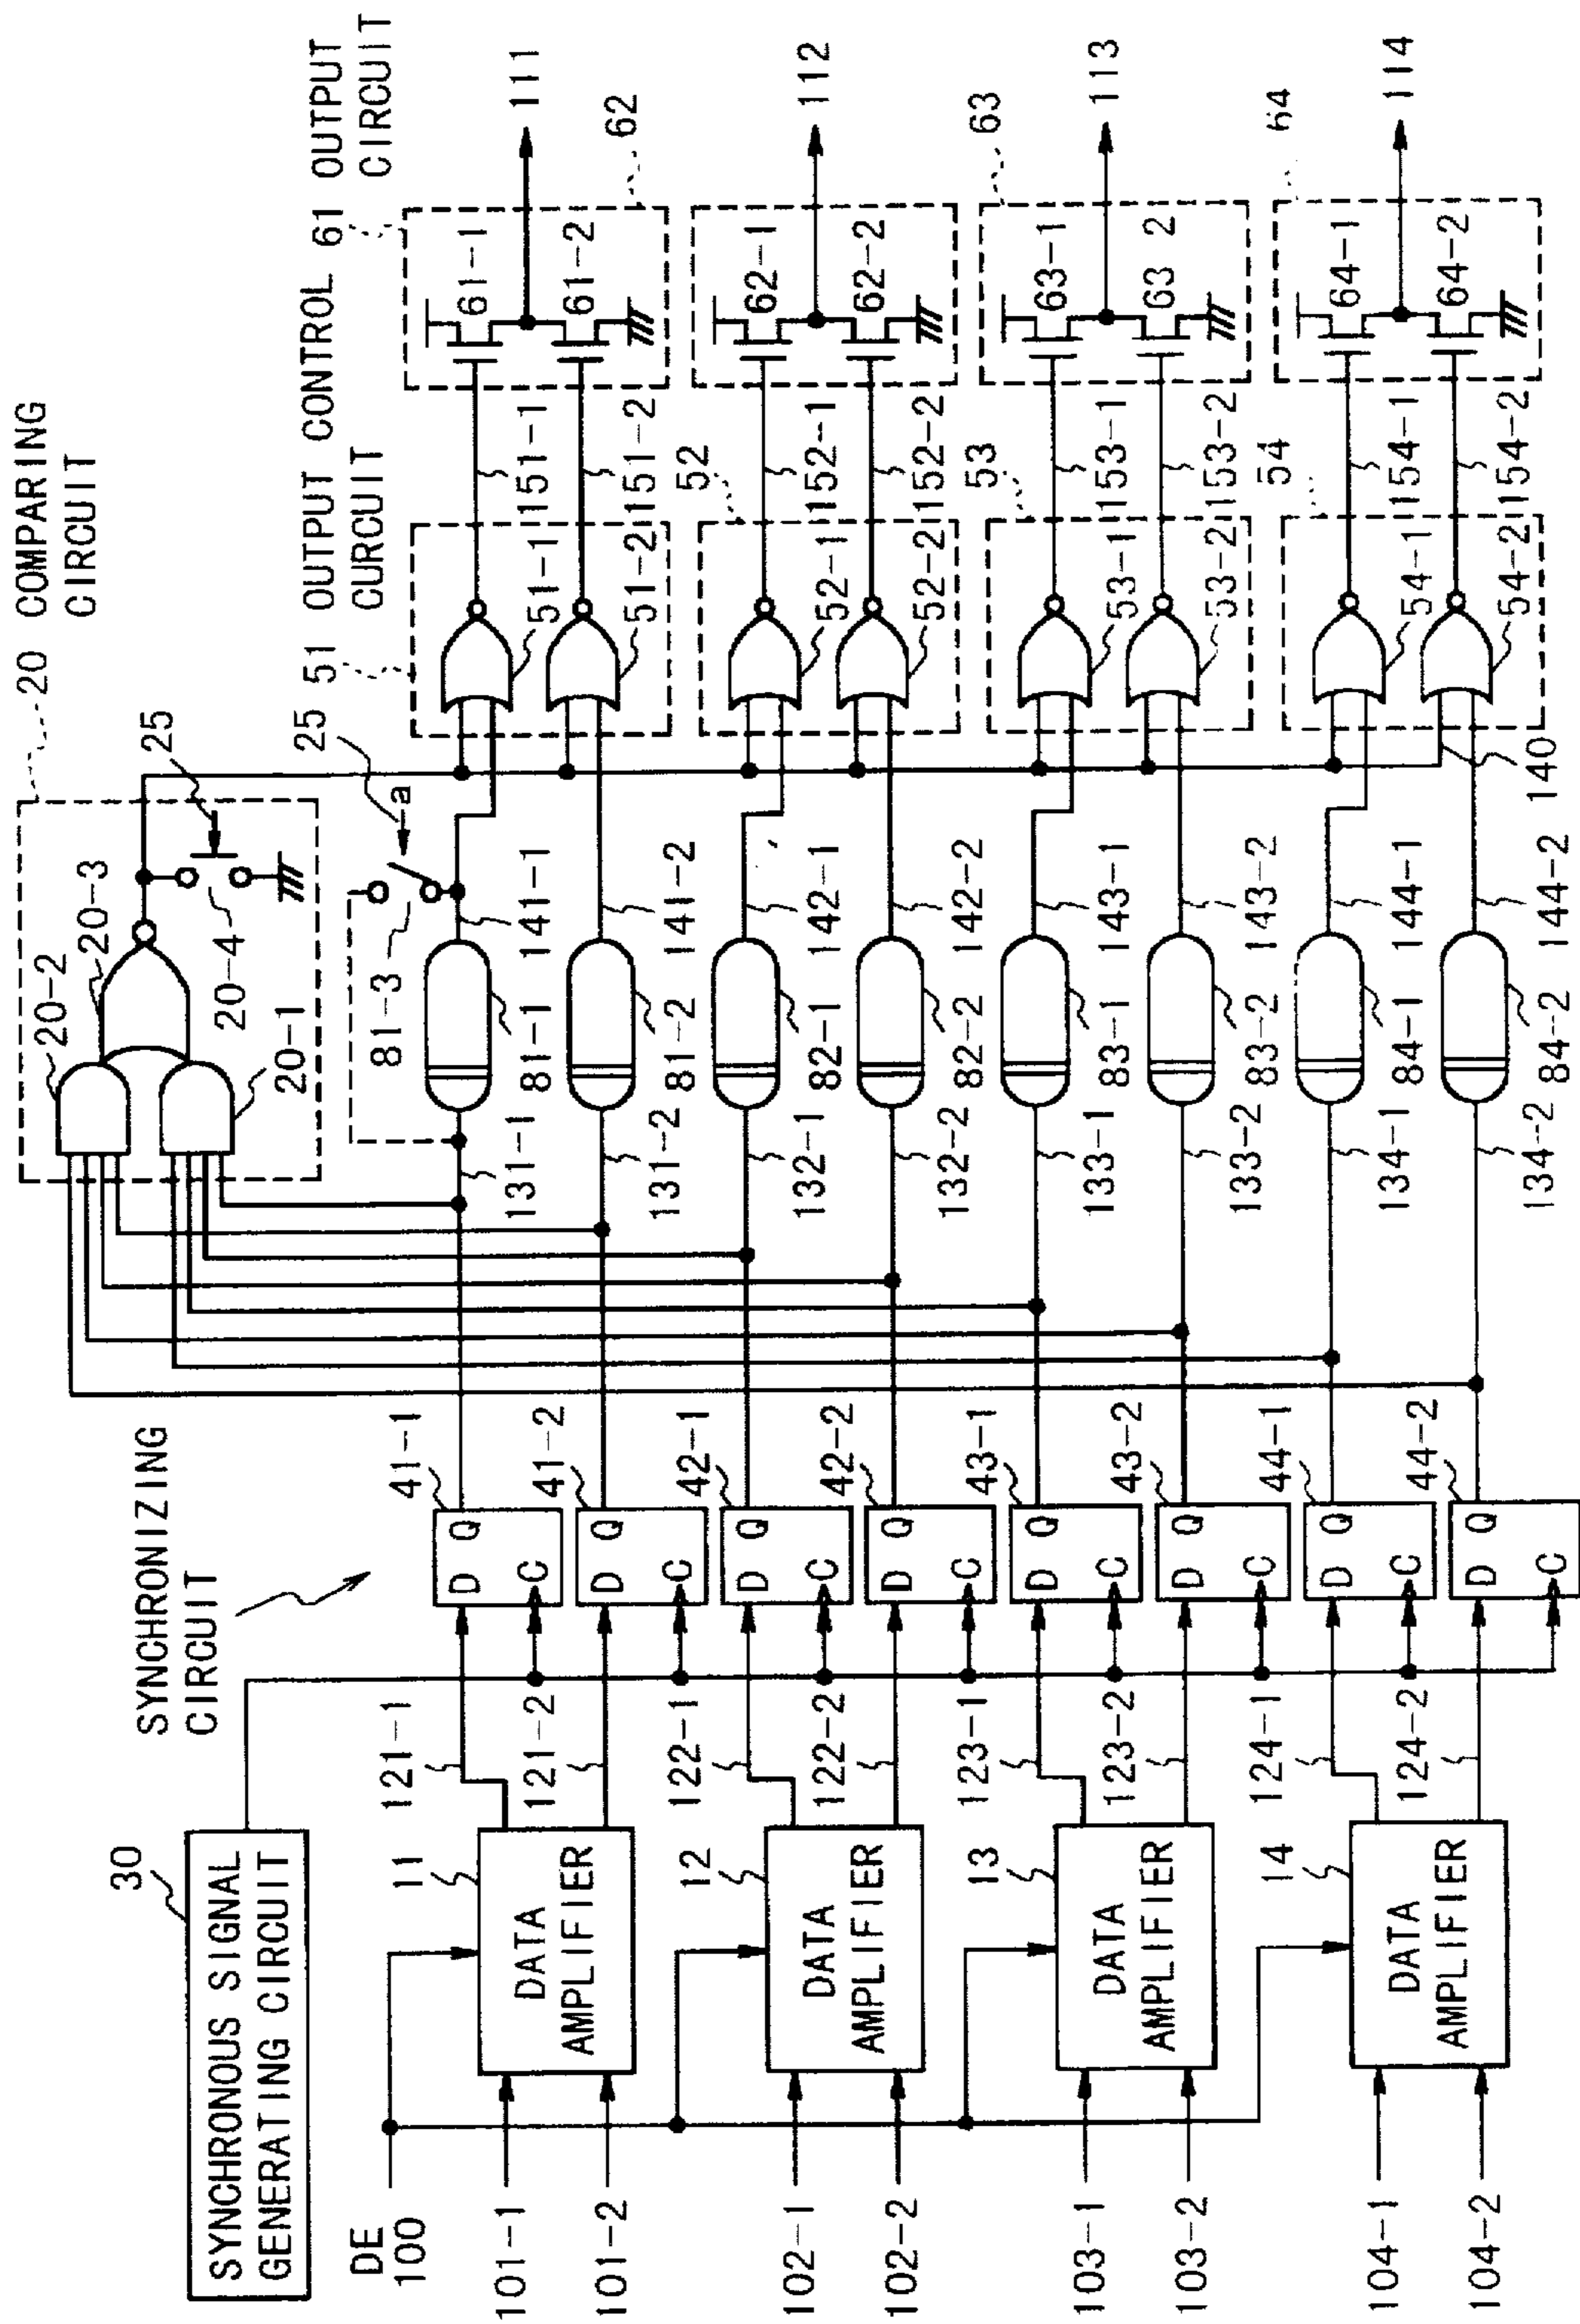 30
SYNCHRONOUS SIGNAL
GENERATING CIRCUIT
SYNCHRONIZING
CIRCUIT
20 COMPARING
CIRCUIT
20-2
20-3
20-4
20-1
25
51 OUTPUT CONTROL
CURCUIT
61 OUTPUT
CIRCUIT
DE
100
101-1
101-2
11
DATA
AMPLIFIER
121-1
121-2
41-1
D Q
C
41-2
D Q
C
131-1
131-2
81-3
25
a
81-1
81-2
141-1
141-2
51-1
51-2
151-1
151-2
61-1
61-2
62
111
102-1
102-2
12
DATA
AMPLIFIER
122-1
122-2
42-1
D Q
C
42-2
D Q
C
132-1
132-2
82-1
82-2
142-1
142-2
52
52-1
52-2
152-1
152-2
62-1
62-2
112
103-1
103-2
13
DATA
AMPLIFIER
123-1
123-2
43-1
D Q
C
43-2
D Q
C
133-1
133-2
83-1
83-2
143-1
143-2
53
53-1
53-2
153-1
153-2
63
63-1
63 2
113
104-1
104-2
14
DATA
AMPLIFIER
124-1
124-2
44-1
D Q
C
44-2
D Q
C
134-1
134-2
84-1
84-2
144-1
144-2
140
54
54-1
54-2
154-1
154-2
64
64-1
64-2
114